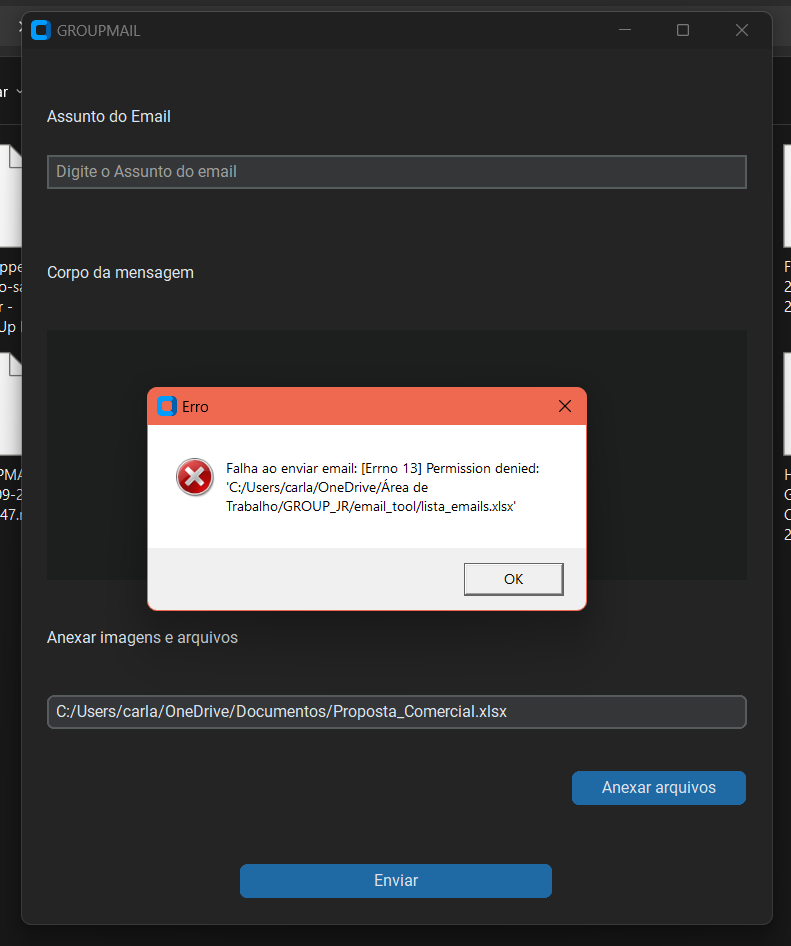 GROUPMAIL
ar
Assunto do Email
Digite o Assunto do email
Corpo da mensagem
Erro
Falha ao enviar email: [Errno 13] Permission denied:
'C:/Users/carla/OneDrive/Área de
Trabalho/GROUP_JR/email_tool/lista_emails.xlsx'
OK
Anexar imagens e arquivos
C:/Users/carla/OneDrive/Documentos/Proposta_Comercial.xlsx
Anexar arquivos
Enviar